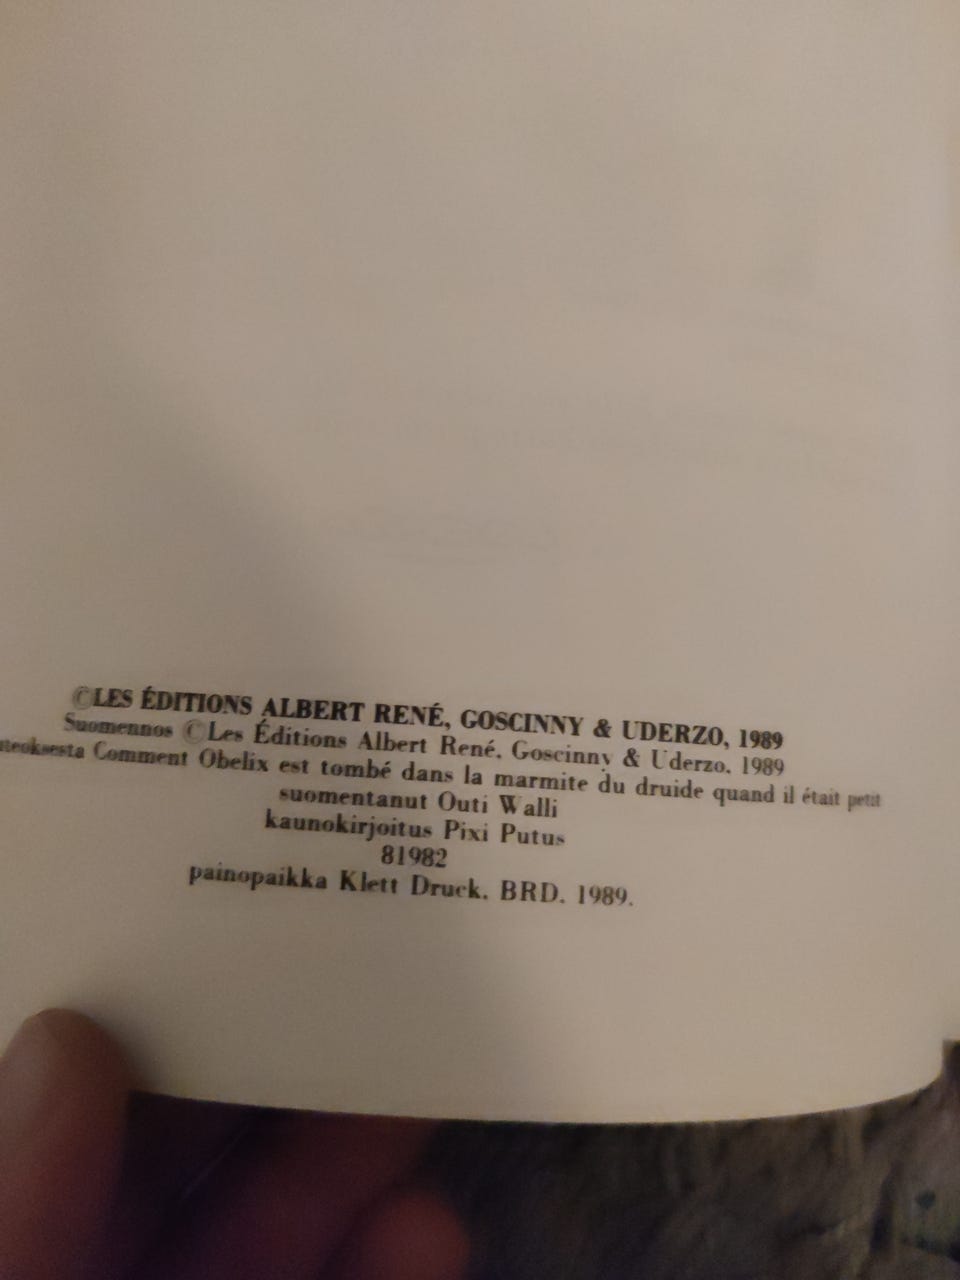 ©LES ÉDITIONS ALBERT RENÉ, GOSCINNY & UDERZO, 1989
Suomennos ©Les Éditions Albert René, Goscinny & Uderzo, 1989
teoksesta Comment Obelix est tombé dans la marmite du druide quand il était petit
suomentanut Outi Walli
kaunokirjoitus Pixi Putus
81982
painopaikka Klett Druck. BRD. 1989.